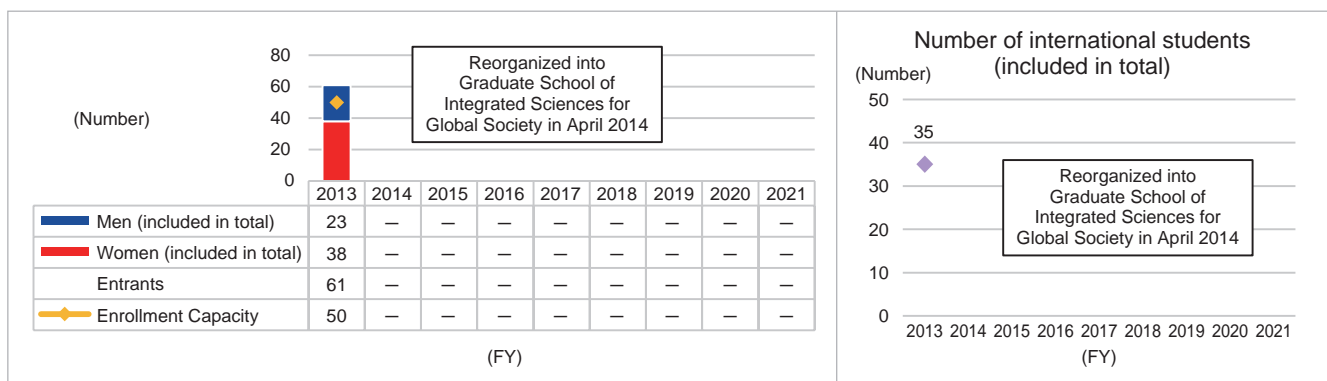 80
60
40
20
0
(Number)
Reorganized into
Graduate School of
Integrated Sciences for
Global Society in April 2014
2013 2014 2015 2016 2017 2018 2019 2020 2021
Men (included in total) 23 — — — — — — — —
Women (included in total) 38 — — — — — — — —
Entrants 61 — — — — — — — —
Enrollment Capacity 50 — — — — — — — —
(FY)
Number of international students
(included in total)
(Number)
50
40
30
20
10
0
35
Reorganized into
Graduate School of
Integrated Sciences for
Global Society in April 2014
2013 2014 2015 2016 2017 2018 2019 2020 2021
(FY)